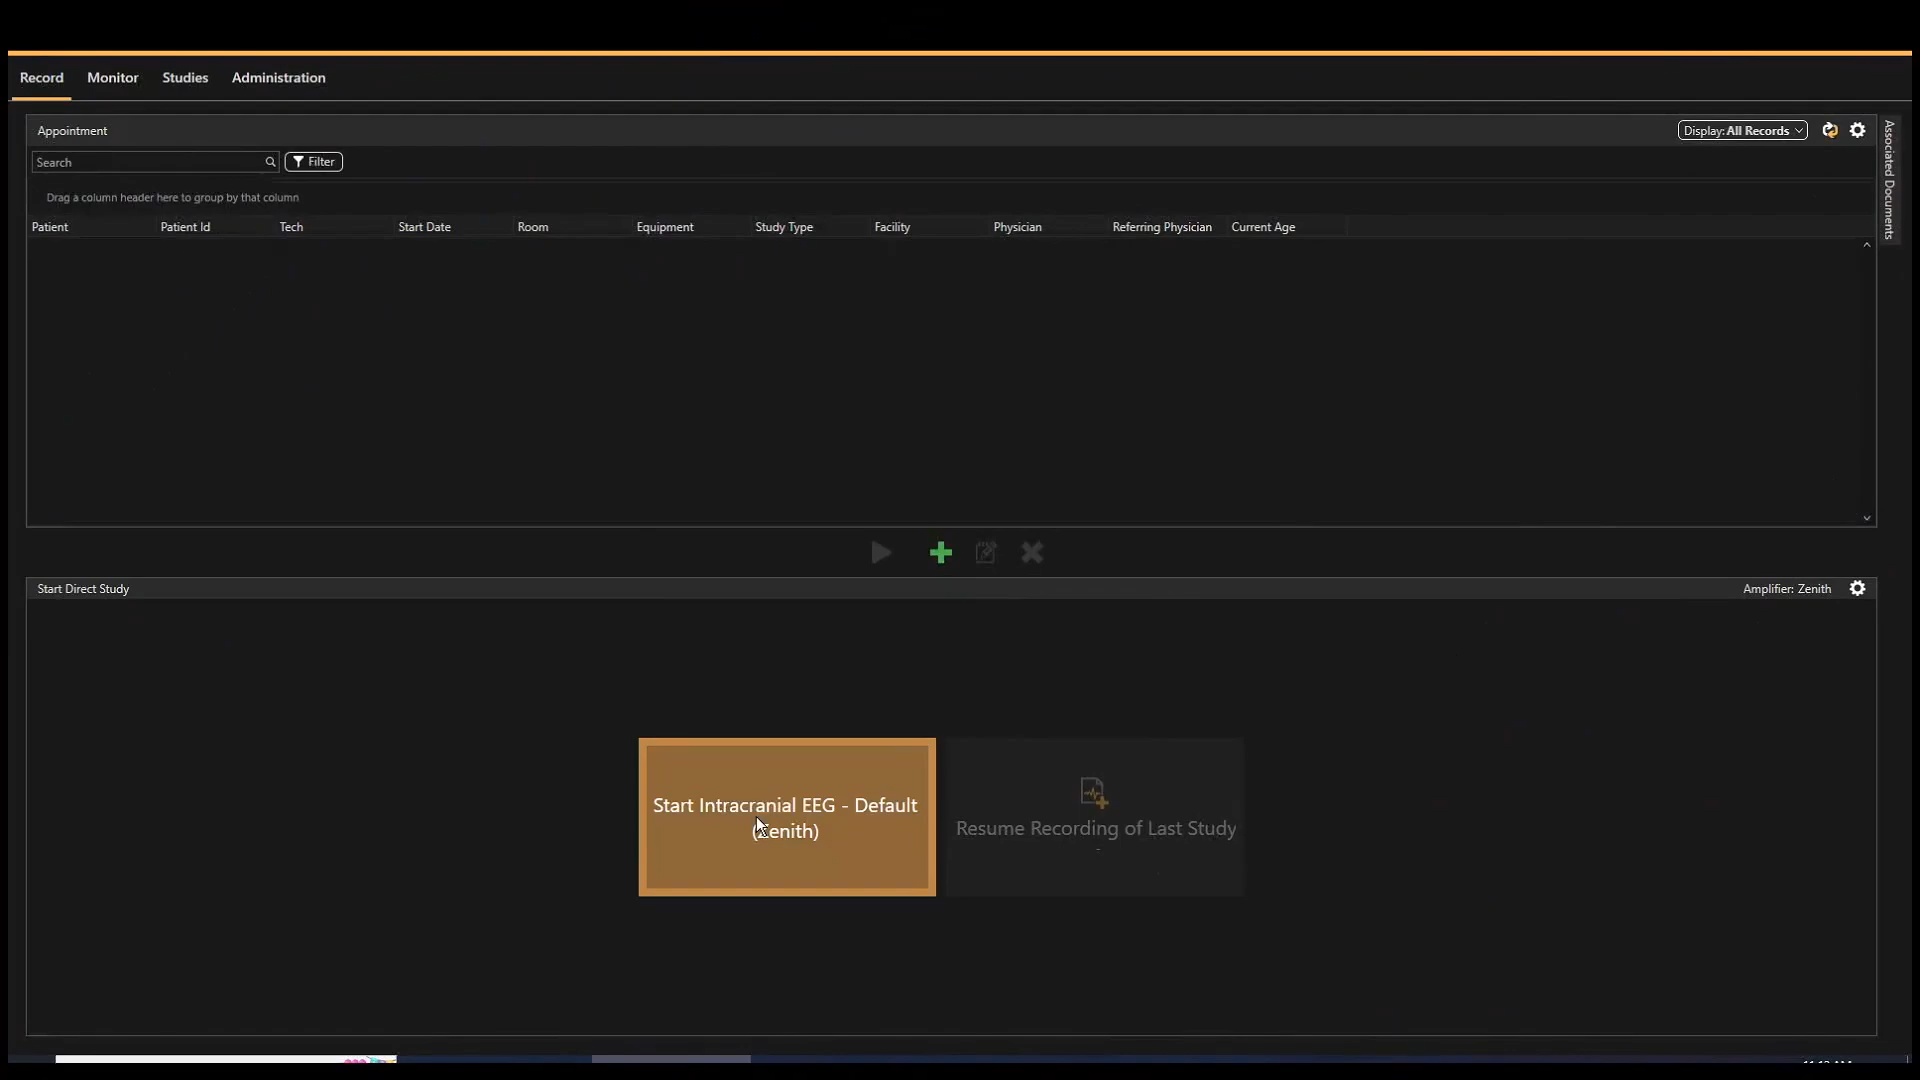 Record Monitor Studies Administration
Appointment
Display: All Records
Associated Documents
Search
Filter
Drag a column header here to group by that column
Patient Patient Id Tech Start Date Room Equipment Study Type Facility Physician Referring Physician Current Age
Start Direct Study
Amplifier: Zenith
Start Intracranial EEG - Default
(Zenith)
Resume Recording of Last Study
-